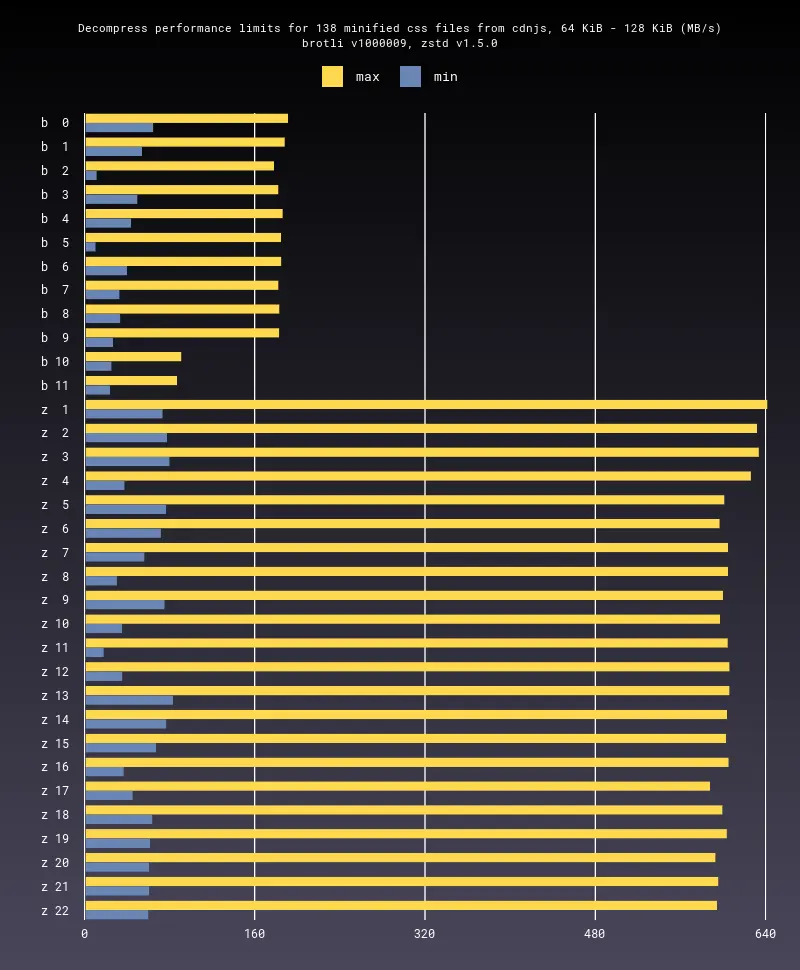 Decompress performance limits for 138 minified css files from cdnjs, 64 KiB - 128 KiB (MB/s)
brotli v1000009, zstd v1.5.0
max min
b 0
b 1
b 2
b 3
b 4
b 5
b 6
b 7
b 8
b 9
b 10
b 11
z 1
z 2
z 3
z 4
z 5
z 6
z 7
z 8
z 9
z 10
z 11
z 12
z 13
z 14
z 15
z 16
z 17
z 18
z 19
z 20
z 21
z 22
0 160 320 480 640